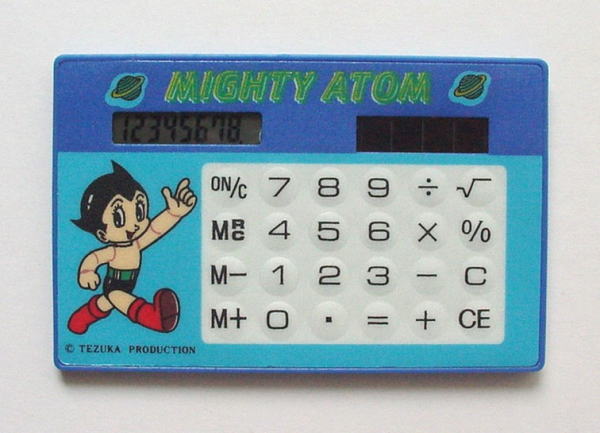 MIGHTY ATOM
12345678.
ON/C 7 8 9 ÷ √
MRC 4 5 6 × %
M− 1 2 3 − C
M+ 0 . = + CE
© TEZUKA PRODUCTION